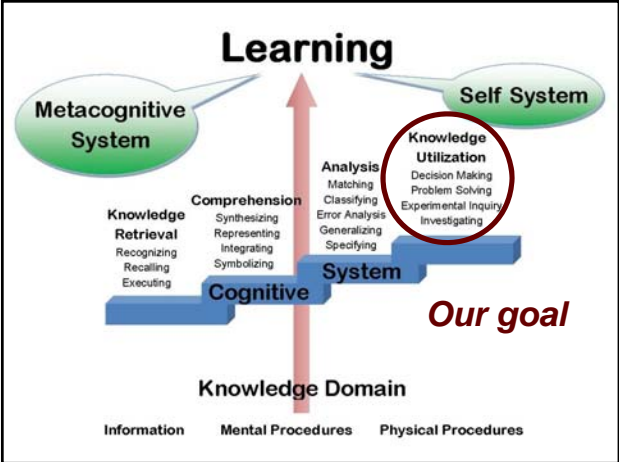 Learning
Metacognitive
System
Self System
Knowledge
Retrieval
Recognizing
Recalling
Executing
Comprehension
Synthesizing
Representing
Integrating
Symbolizing
Analysis
Matching
Classifying
Error Analysis
Generalizing
Specifying
Knowledge
Utilization
Decision Making
Problem Solving
Experimental Inquiry
Investigating
Cognitive
System
Our goal
Knowledge Domain
Information
Mental Procedures
Physical Procedures